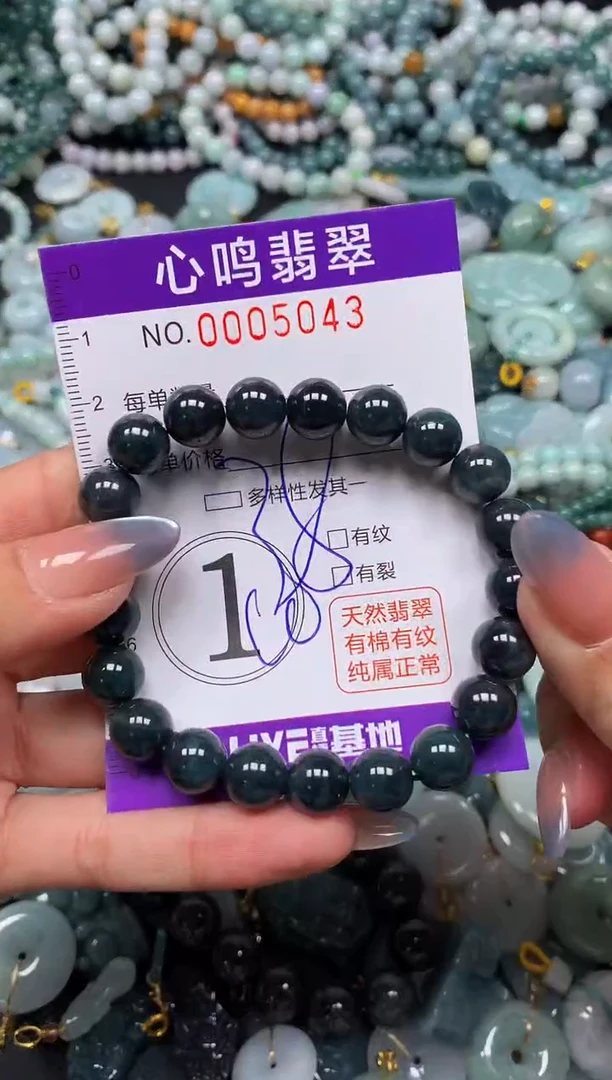 心鸣翡翠
NO.0005043
0
1
2
每单
单价格
多样性发其一
有纹
有裂
1
天然翡翠
有棉有纹
纯属正常
6
基地